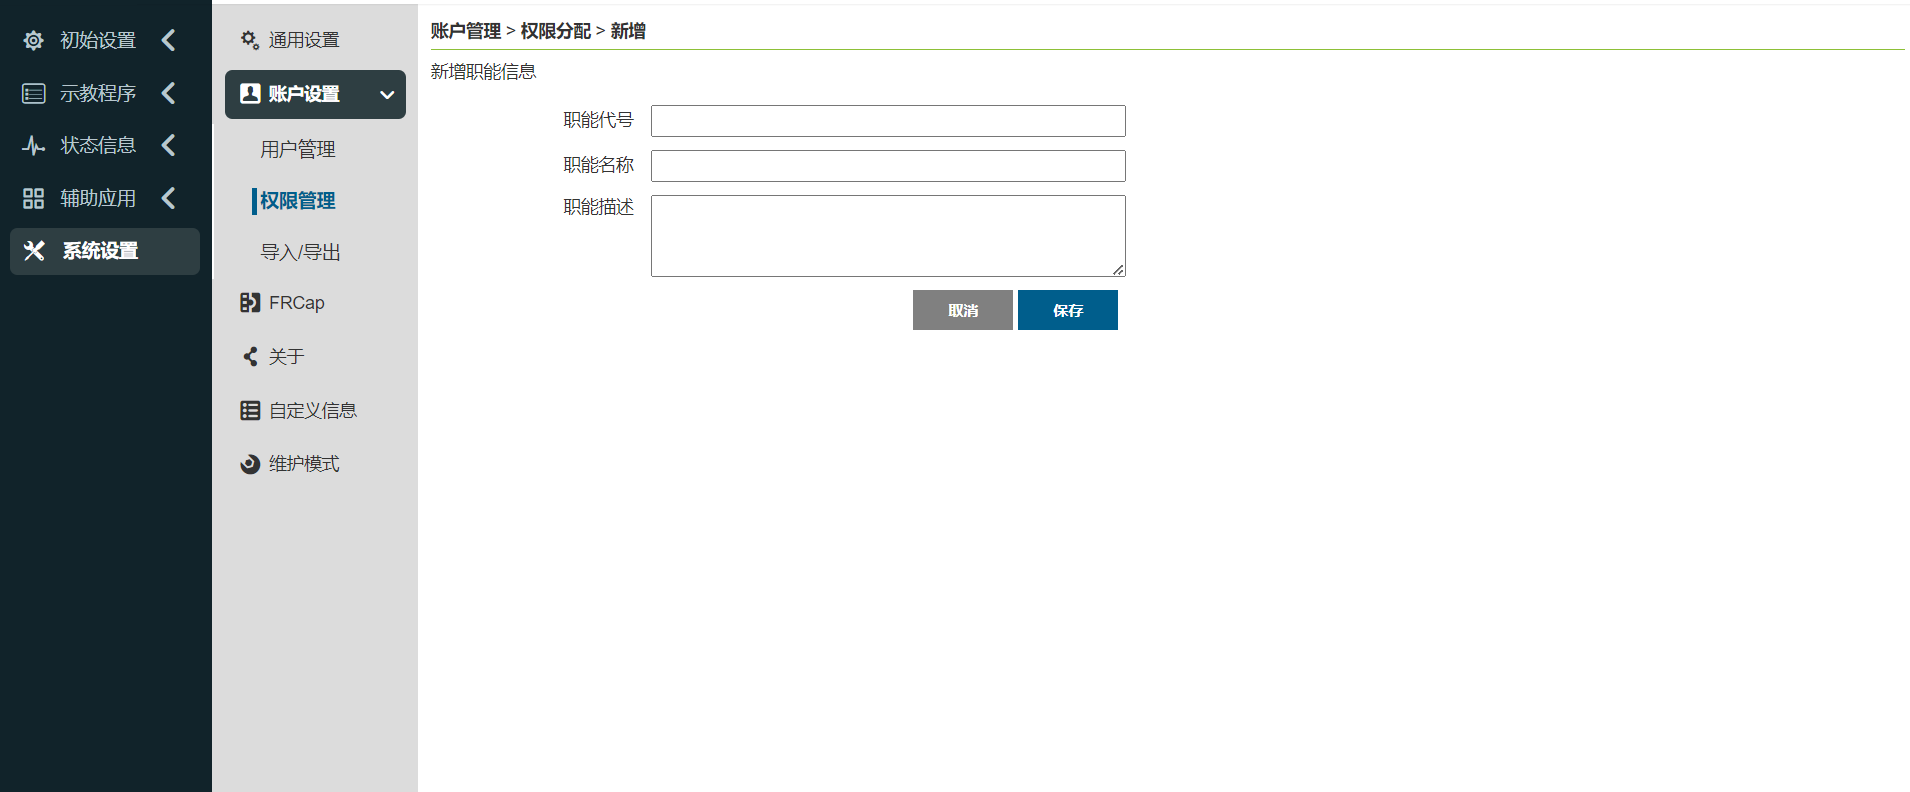 初始设置
示教程序
状态信息
辅助应用
系统设置
通用设置
账户设置
用户管理
权限管理
导入/导出
FRCap
关于
自定义信息
维护模式
账户管理 > 权限分配 > 新增
新增职能信息
职能代号
职能名称
职能描述
取消
保存